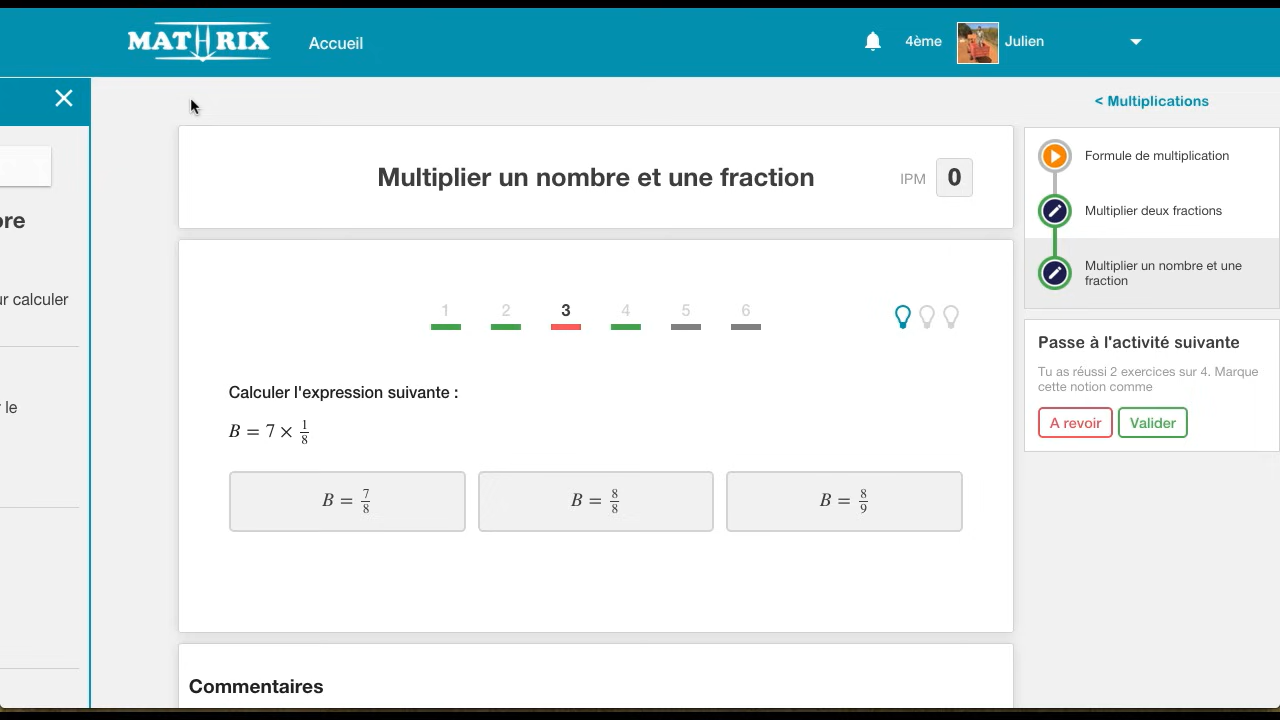 MATHRIX
Accueil
4ème
Julien
< Multiplications
Multiplier un nombre et une fraction
IPM 0
Formule de multiplication
Multiplier deux fractions
Multiplier un nombre et une
fraction
ur calculer
1 2 3 4 5 6
Passe à l'activité suivante
Tu as réussi 2 exercices sur 4. Marque
cette notion comme
A revoir Valider
Calculer l'expression suivante :
B = 7 × 1/8
B = 7/8
B = 8/8
B = 8/9
le
Commentaires